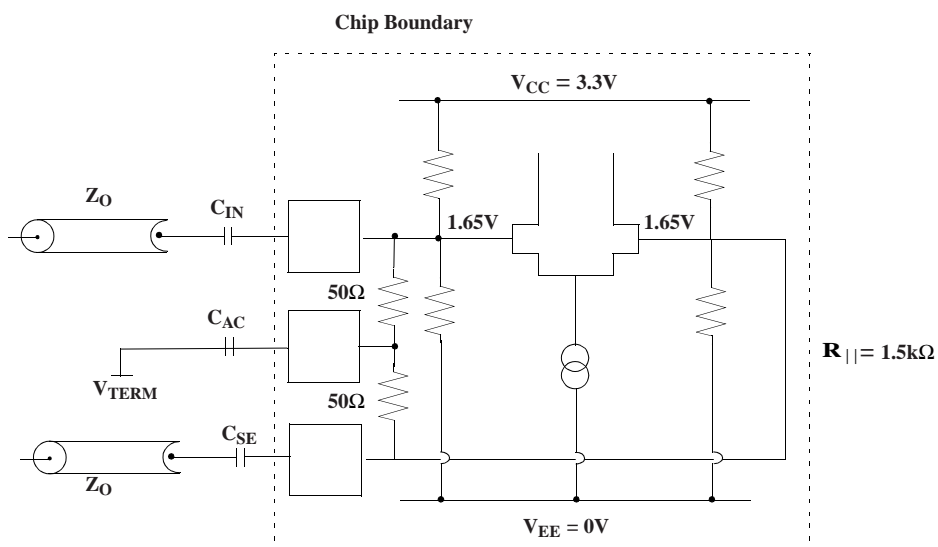 Chip Boundary
V_CC = 3.3V
Z_O
C_IN
1.65V
1.65V
50Ω
C_AC
R_|| = 1.5kΩ
V_TERM
50Ω
C_SE
Z_O
V_EE = 0V